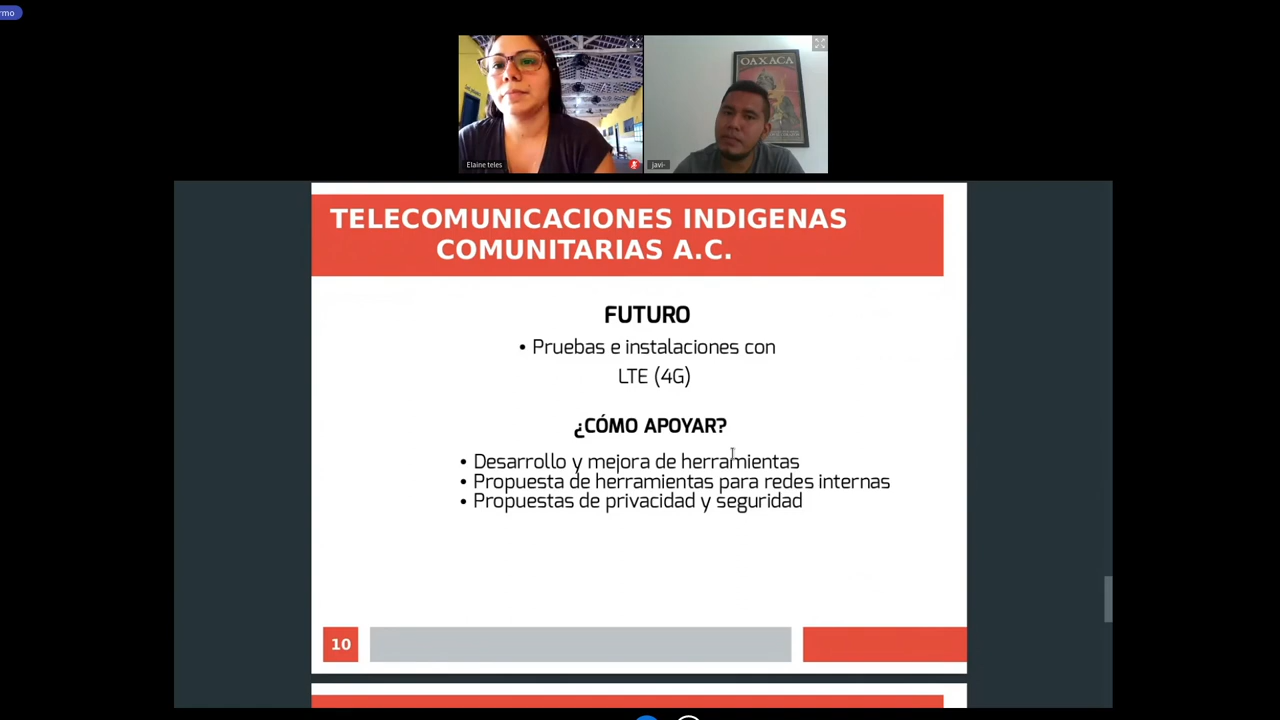 rmo
OAXACA
Elaine teles
javi-
TELECOMUNICACIONES INDIGENAS
COMUNITARIAS A.C.
FUTURO
• Pruebas e instalaciones con
LTE (4G)
¿CÓMO APOYAR?
• Desarrollo y mejora de herramientas
• Propuesta de herramientas para redes internas
• Propuestas de privacidad y seguridad
10